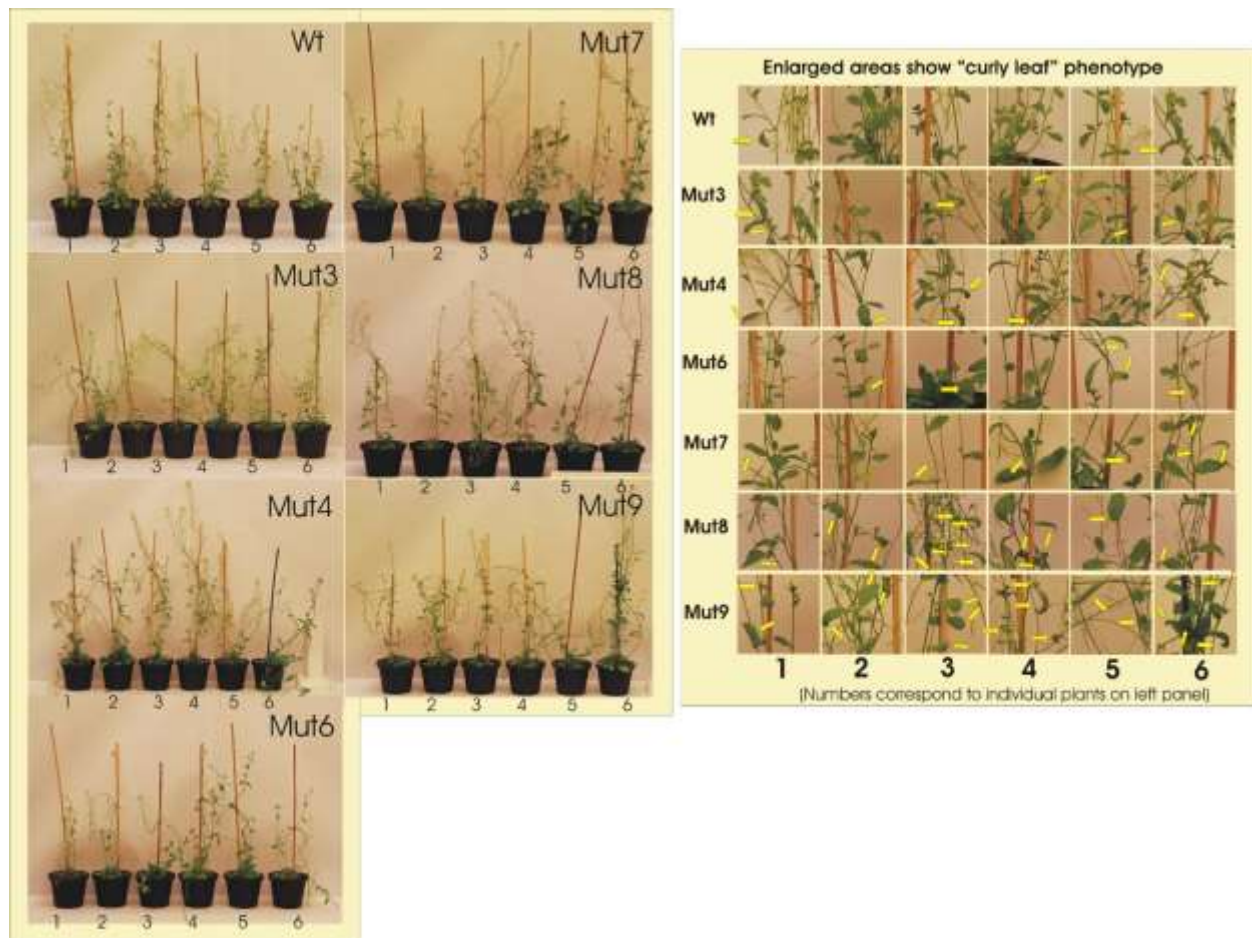 Wt
1 2 3 4 5 6
Mut7
1 2 3 4 5 6
Mut3
1 2 3 4 5 6
Mut8
1 2 3 4 5 6
Mut4
1 2 3 4 5 6
Mut9
1 2 3 4 5 6
Mut6
1 2 3 4 5 6
Enlarged areas show “curly leaf” phenotype
Wt
Mut3
Mut4
Mut6
Mut7
Mut8
Mut9
1 2 3 4 5 6
(Numbers correspond to individual plants on left panel)